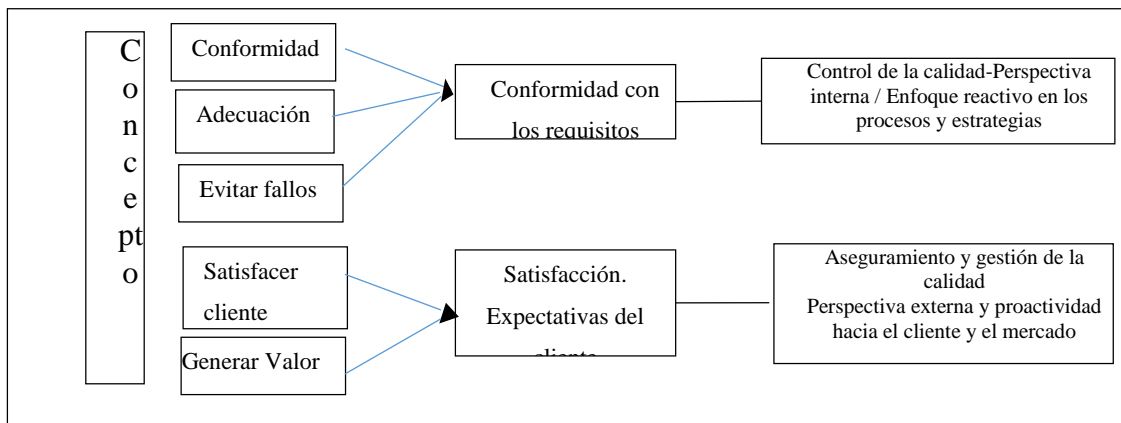 C
o
n
c
e
pt
o
Conformidad
Adecuación
Evitar fallos
Satisfacer
cliente
Generar Valor
Conformidad con
los requisitos
Satisfacción.
Expectativas del
cliente
Control de la calidad-Perspectiva
interna / Enfoque reactivo en los
procesos y estrategias
Aseguramiento y gestión de la
calidad
Perspectiva externa y proactividad
hacia el cliente y el mercado